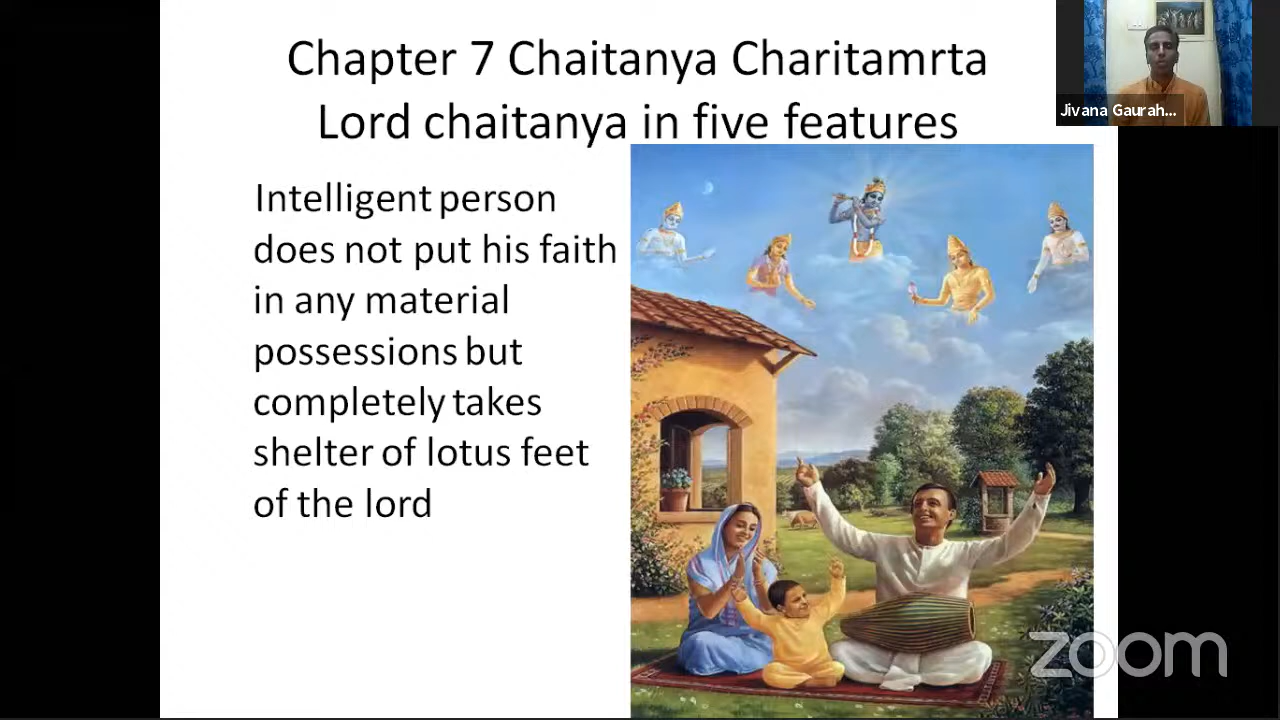 Chapter 7 Chaitanya Charitamrta
Lord chaitanya in five features
Intelligent person
does not put his faith
in any material
possessions but
completely takes
shelter of lotus feet
of the lord
Jivana Gaurah...
zoom